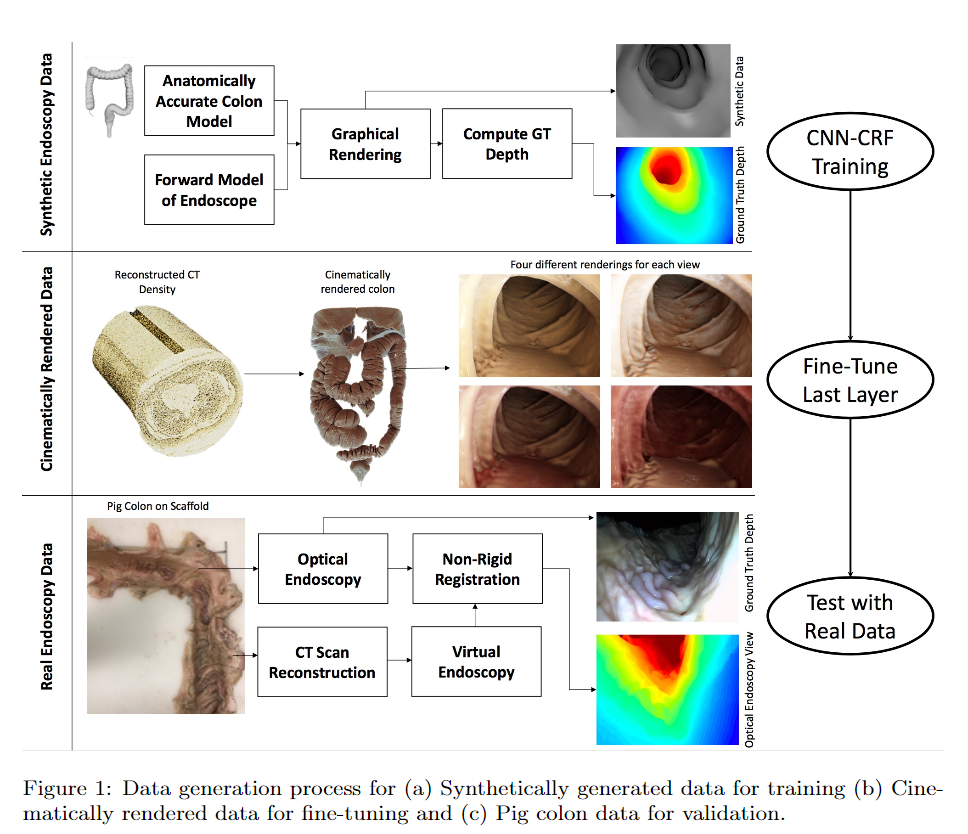 Synthetic Endoscopy Data
Anatomically
Accurate Colon
Model
Forward Model
of Endoscope
Graphical
Rendering
Compute GT
Depth
Synthetic Data
Ground Truth Depth
Cinematically Rendered Data
Reconstructed CT
Density
Cinematically
rendered colon
Four different renderings for each view
Real Endoscopy Data
Pig Colon on Scaffold
Optical
Endoscopy
Non-Rigid
Registration
CT Scan
Reconstruction
Virtual
Endoscopy
Ground Truth Depth
Optical Endoscopy View
CNN-CRF
Training
Fine-Tune
Last Layer
Test with
Real Data
Figure 1: Data generation process for (a) Synthetically generated data for training (b) Cine-
matically rendered data for fine-tuning and (c) Pig colon data for validation.